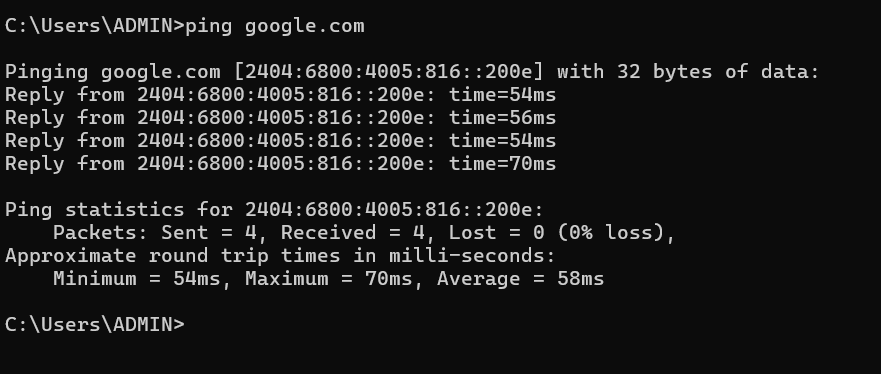 C:\Users\ADMIN>ping google.com
Pinging google.com [2404:6800:4005:816::200e] with 32 bytes of data:
Reply from 2404:6800:4005:816::200e: time=54ms
Reply from 2404:6800:4005:816::200e: time=56ms
Reply from 2404:6800:4005:816::200e: time=54ms
Reply from 2404:6800:4005:816::200e: time=70ms
Ping statistics for 2404:6800:4005:816::200e:
    Packets: Sent = 4, Received = 4, Lost = 0 (0% loss),
Approximate round trip times in milli-seconds:
    Minimum = 54ms, Maximum = 70ms, Average = 58ms
C:\Users\ADMIN>